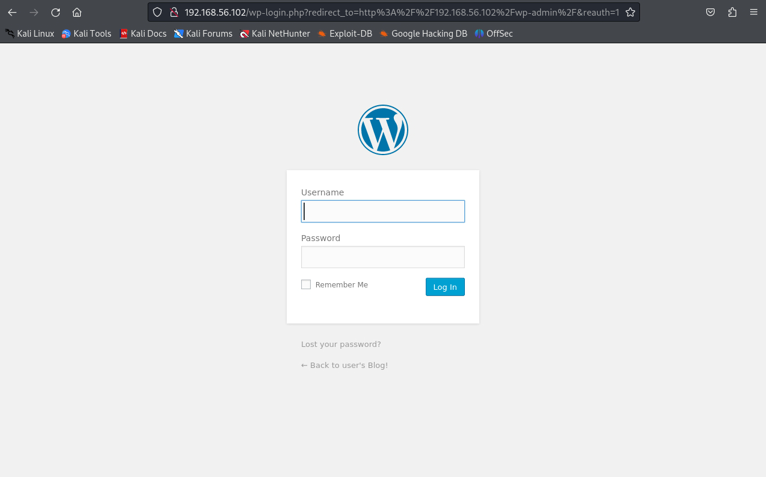 192.168.56.102/wp-login.php?redirect_to=http%3A%2F%2F192.168.56.102%2Fwp-admin%2F&reauth=1
Kali Linux Kali Tools Kali Docs Kali Forums Kali NetHunter Exploit-DB Google Hacking DB OffSec
Username
Password
Remember Me Log In
Lost your password?
← Back to user's Blog!